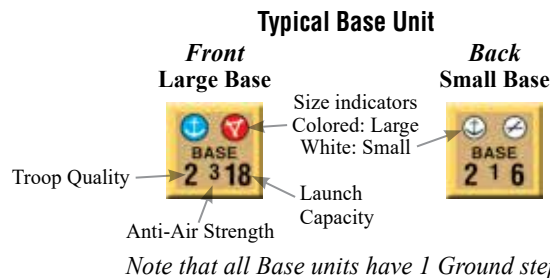 Typical Base Unit
Front
Large Base
Back
Small Base
Size indicators
Colored: Large
White: Small
BASE
2 3 18
BASE
2 1 6
Troop Quality
Launch
Capacity
Anti-Air Strength
Note that all Base units have 1 Ground step